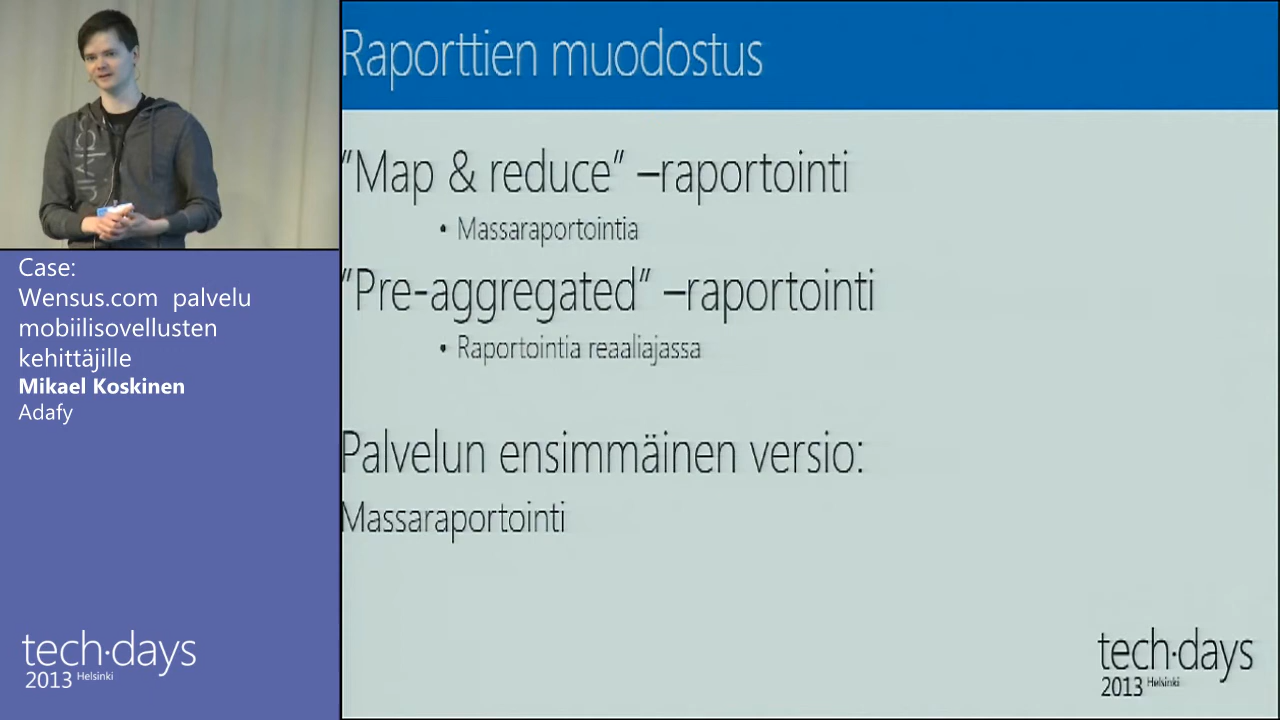 Raporttien muodostus
"Map & reduce" –raportointi
• Massaraportointia
"Pre-aggregated" –raportointi
• Raportointia reaaliajassa
Palvelun ensimmäinen versio:
Massaraportointi
tech·days
2013 Helsinki
Case:
Wensus.com palvelu
mobiilisovellusten
kehittäjille
Mikael Koskinen
Adafy
tech·days
2013 Helsinki